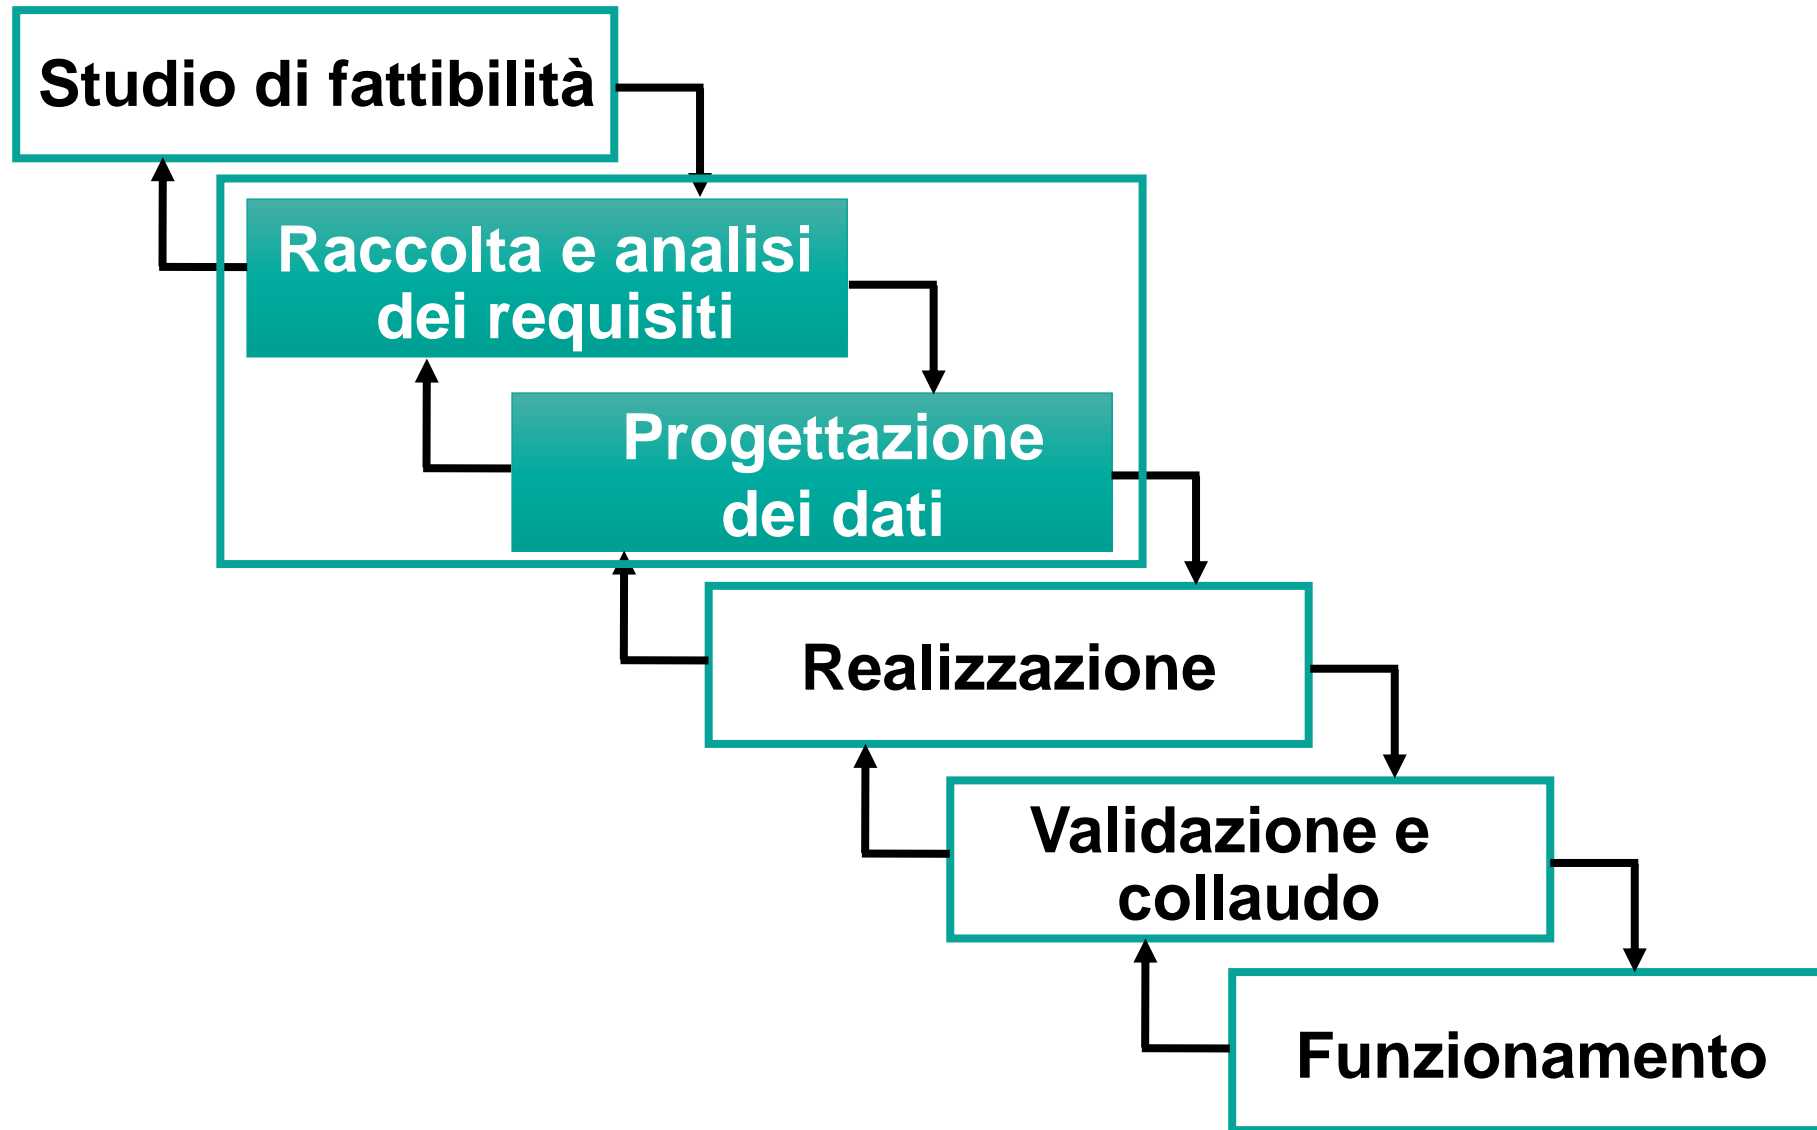 Studio di fattibilità
Raccolta e analisi
dei requisiti
Progettazione
dei dati
Realizzazione
Validazione e
collaudo
Funzionamento